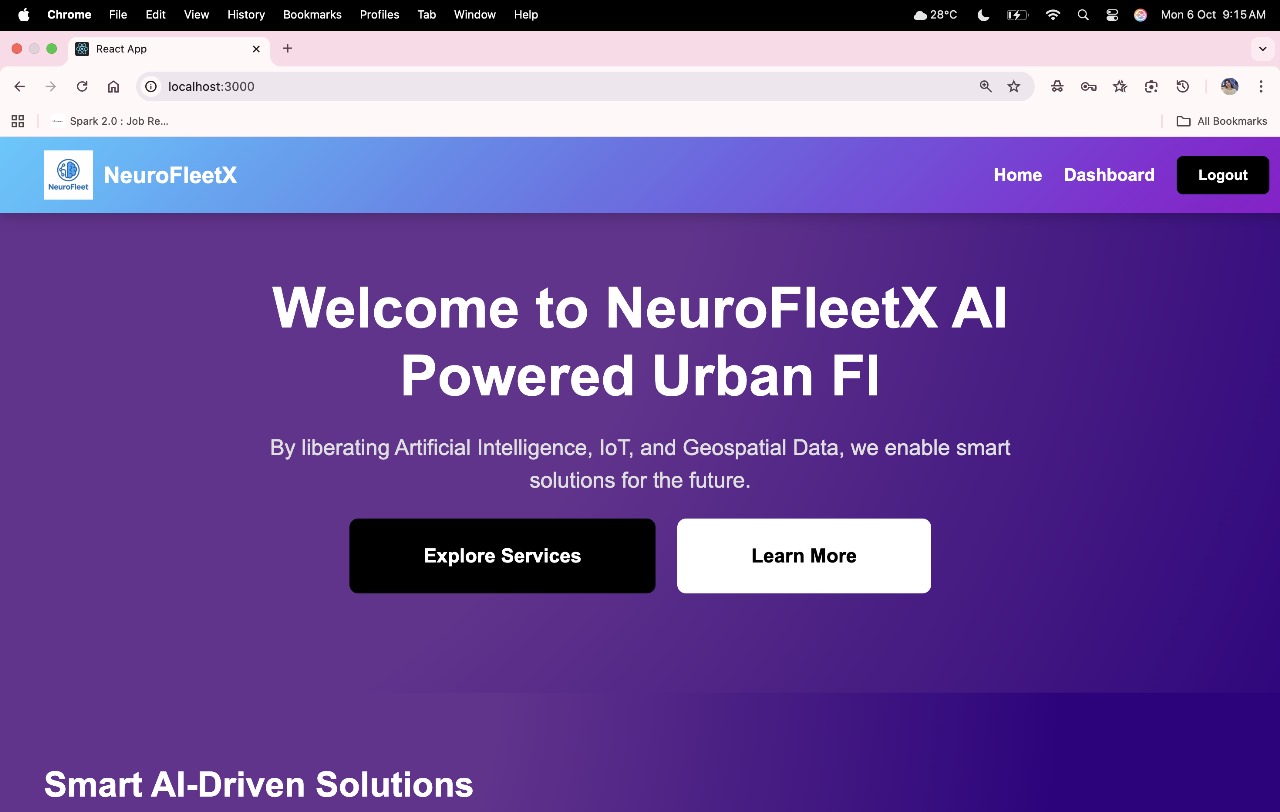 Chrome File Edit View History Bookmarks Profiles Tab Window Help 28°C Mon 6 Oct 9:15 AM
React App
localhost:3000
Spark 2.0 : Job Re... All Bookmarks
NeuroFleet
NeuroFleetX Home Dashboard Logout
Welcome to NeuroFleetX AI
Powered Urban Fl
By liberating Artificial Intelligence, IoT, and Geospatial Data, we enable smart
solutions for the future.
Explore Services Learn More
Smart AI-Driven Solutions